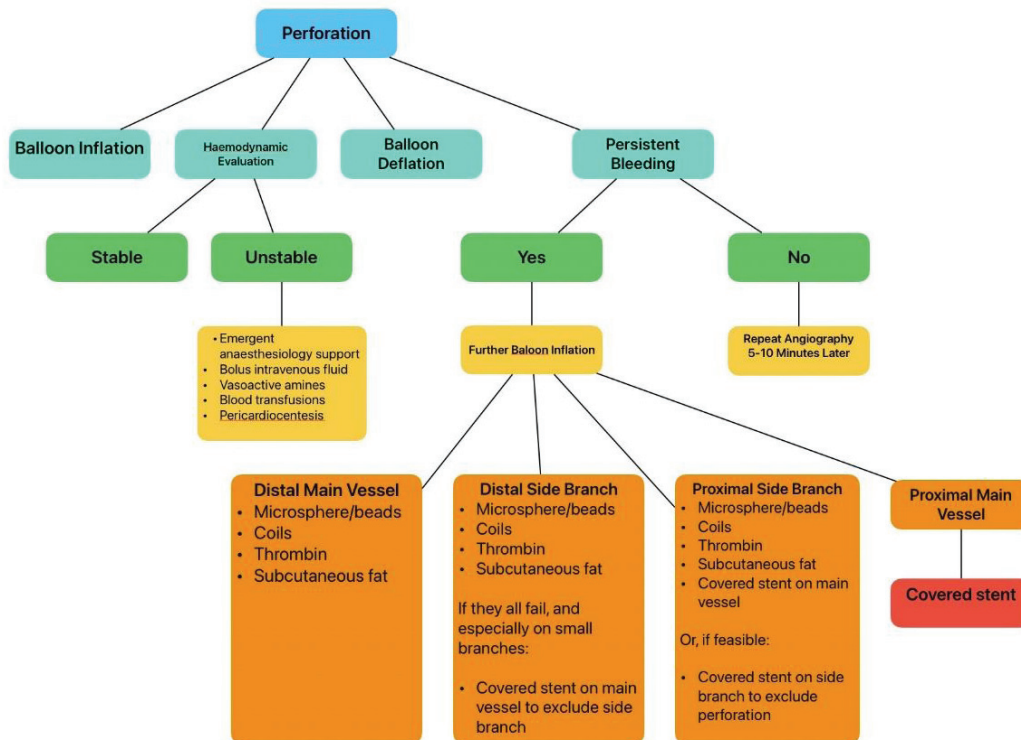 Perforation
Balloon Inflation
Haemodynamic
Evaluation
Balloon
Deflation
Persistent
Bleeding
Stable
Unstable
Yes
No
•Emergent
anaesthesiology support
• Bolus intravenous fluid
• Vasoactive amines
• Blood transfusions
• Pericardiocentesis
Further Baloon Inflation
Repeat Angiography
5-10 Minutes Later
Distal Main Vessel
• Microsphere/beads
• Coils
• Thrombin
• Subcutaneous fat
Distal Side Branch
• Microsphere/beads
• Coils
• Thrombin
• Subcutaneous fat
If they all fail, and
especially on small
branches:
• Covered stent on main
vessel to exclude side
branch
Proximal Side Branch
• Microsphere/beads
• Coils
• Thrombin
• Subcutaneous fat
• Covered stent on main
vessel
Or, if feasible:
• Covered stent on side
branch to exclude
perforation
Proximal Main
Vessel
Covered stent